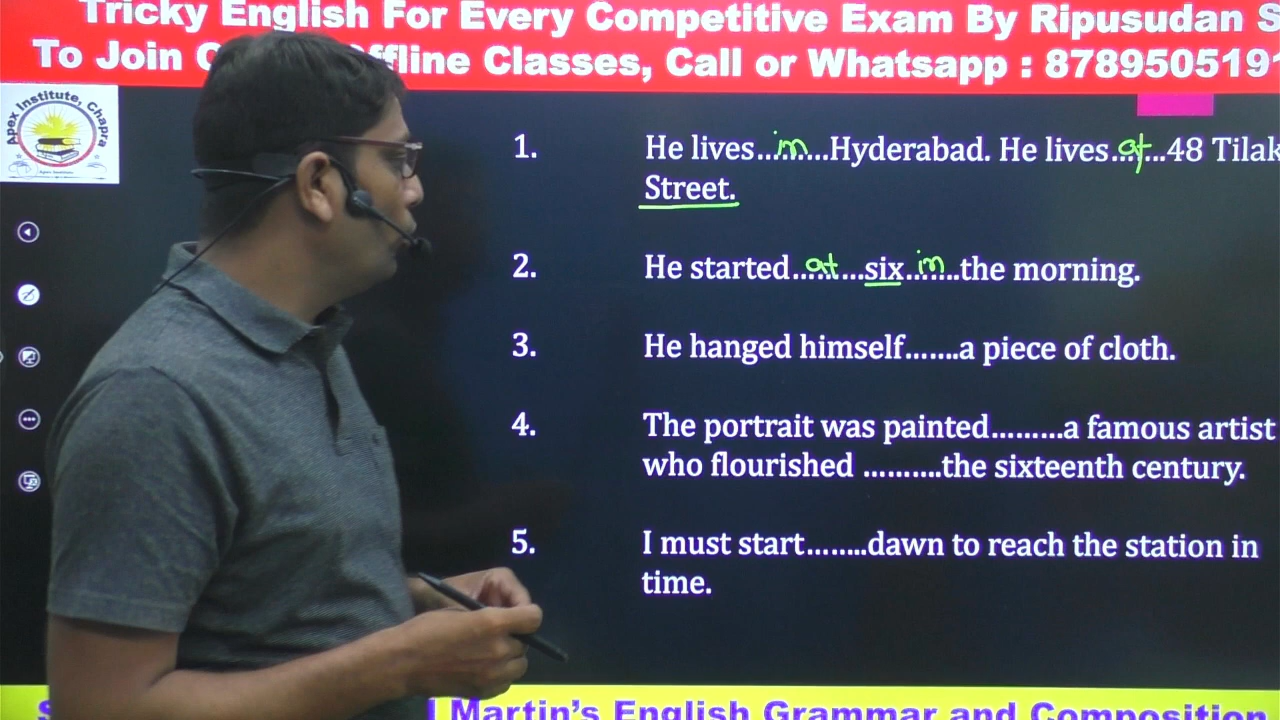 Tricky English For Every Competitive Exam By Ripusudan
To Join Classes, Call or Whatsapp :
Apex Institute, Chapra
1. He lives...in...Hyderabad. He lives...at...48 Tilak
Street.
2. He started...at...six...in...the morning.
3. He hanged himself.......a piece of cloth.
4. The portrait was painted.........a famous artist
who flourished ..........the sixteenth century.
5. I must start........dawn to reach the station in
time.
Martin's English Grammar and Composition